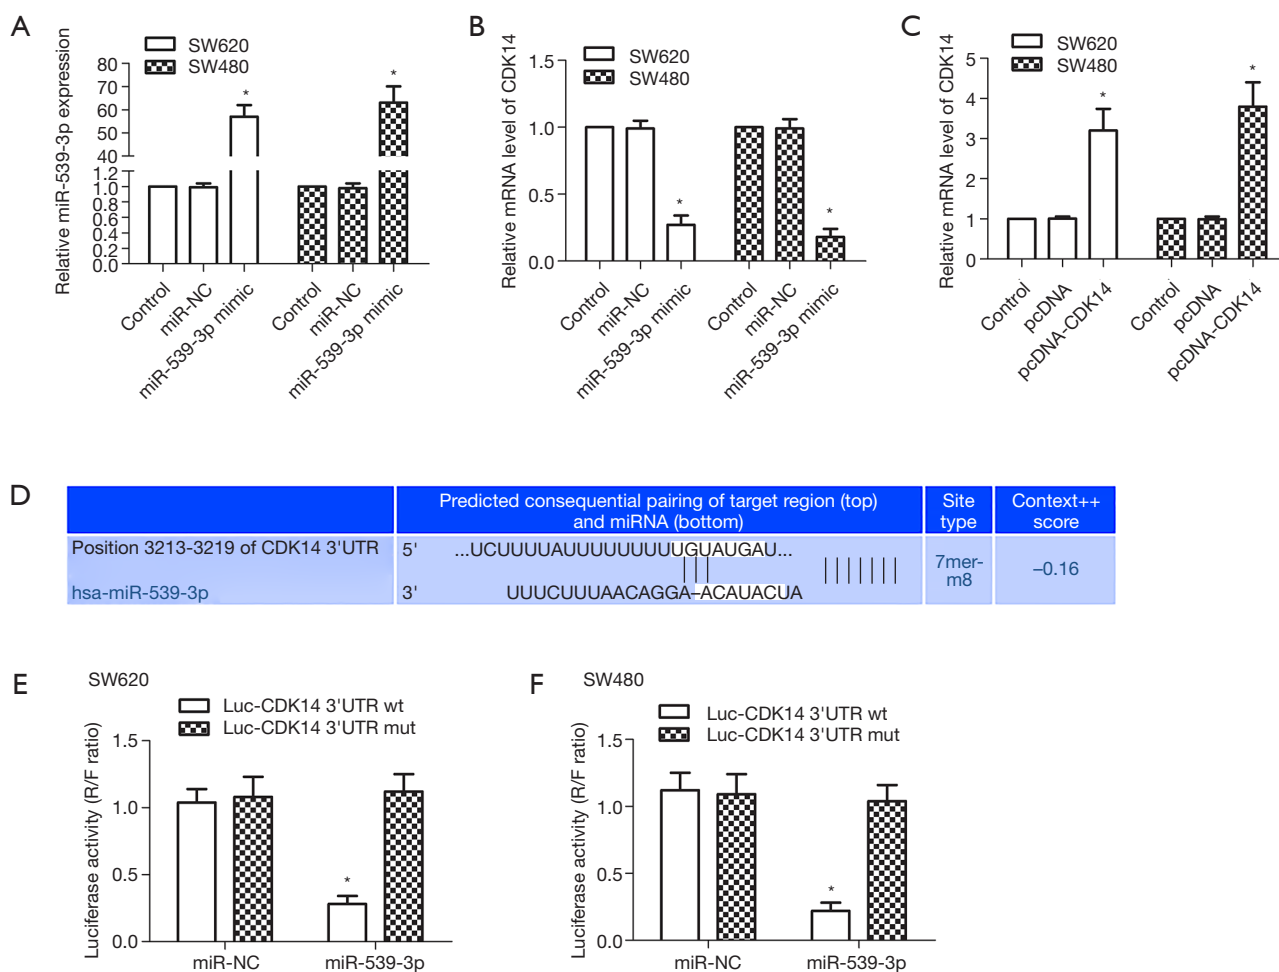 A
SW620
SW480
Relative miR-539-3p expression
80
70
60
50
40
1.2
1.0
0.8
0.6
0.4
0.2
0.0
*
*
Control
miR-NC
miR-539-3p mimic
Control
miR-NC
miR-539-3p mimic
B
SW620
SW480
Relative mRNA level of CDK14
1.5
1.0
0.5
0.0
*
*
Control
miR-NC
miR-539-3p mimic
Control
miR-NC
miR-539-3p mimic
C
SW620
SW480
Relative mRNA level of CDK14
5
4
3
2
1
0
*
*
Control
pcDNA
pcDNA-CDK14
Control
pcDNA
pcDNA-CDK14
D
Predicted consequential pairing of target region (top)
and miRNA (bottom)
Site
type
Context++
score
Position 3213-3219 of CDK14 3'UTR
5' ...UCUUUUAUUUUUUUUUUGUAUGAU...
hsa-miR-539-3p
3' UUUCUUUAACAGGA–ACAUACUA
7mer-
m8
–0.16
E
SW620
Luc-CDK14 3'UTR wt
Luc-CDK14 3'UTR mut
Luciferase activity (R/F ratio)
1.5
1.0
0.5
0.0
*
miR-NC
miR-539-3p
F
SW480
Luc-CDK14 3'UTR wt
Luc-CDK14 3'UTR mut
Luciferase activity (R/F ratio)
1.5
1.0
0.5
0.0
*
miR-NC
miR-539-3p